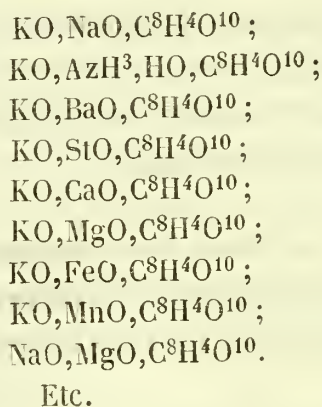 KO,NaO,C⁸H⁴O¹⁰ ;
KO,AzH³,HO,C⁸H⁴O¹⁰ ;
KO,BaO,C⁸H⁴O¹⁰ ;
KO,StO,C⁸H⁴O¹⁰ ;
KO,CaO,C⁸H⁴O¹⁰ ;
KO,MgO,C⁸H⁴O¹⁰ ;
KO,FeO,C⁸H⁴O¹⁰ ;
KO,MnO,C⁸H⁴O¹⁰ ;
NaO,MgO,C⁸H⁴O¹⁰.
Etc.